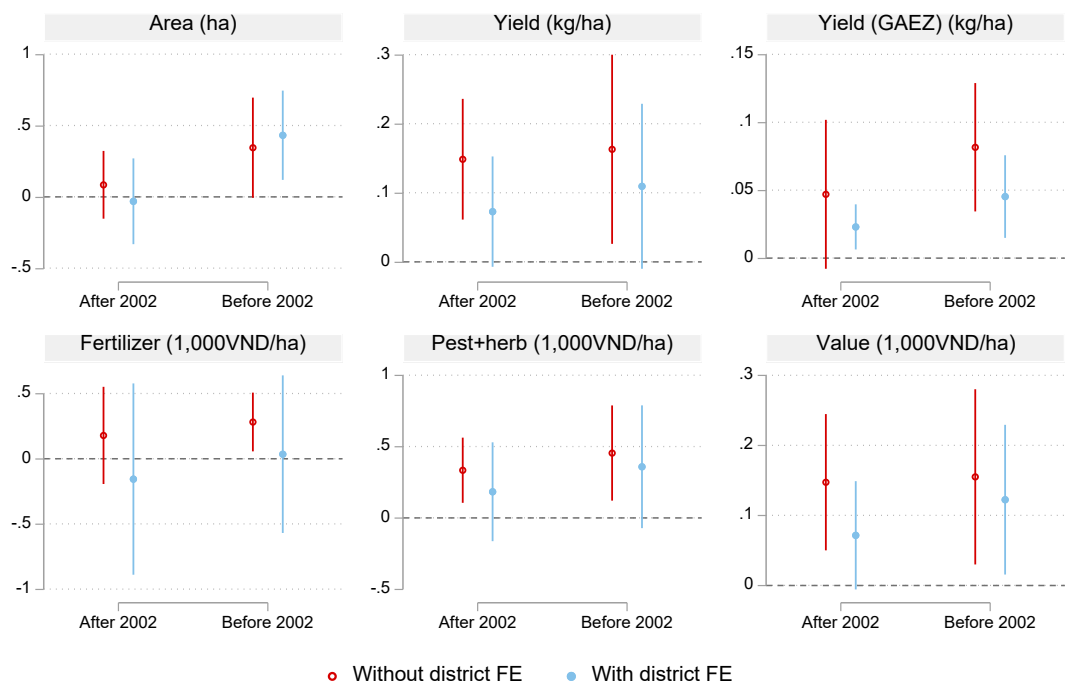 Area (ha)
1
.5
0
-.5
After 2002 Before 2002
Yield (kg/ha)
.3
.2
.1
0
After 2002 Before 2002
Yield (GAEZ) (kg/ha)
.15
.1
.05
0
After 2002 Before 2002
Fertilizer (1,000VND/ha)
.5
0
-.5
-1
After 2002 Before 2002
Pest+herb (1,000VND/ha)
1
.5
0
-.5
After 2002 Before 2002
Value (1,000VND/ha)
.3
.2
.1
0
After 2002 Before 2002
Without district FE With district FE